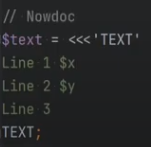 // Nowdoc
$text = <<<'TEXT'
Line 1 $x
Line 2 $y
Line 3
TEXT;